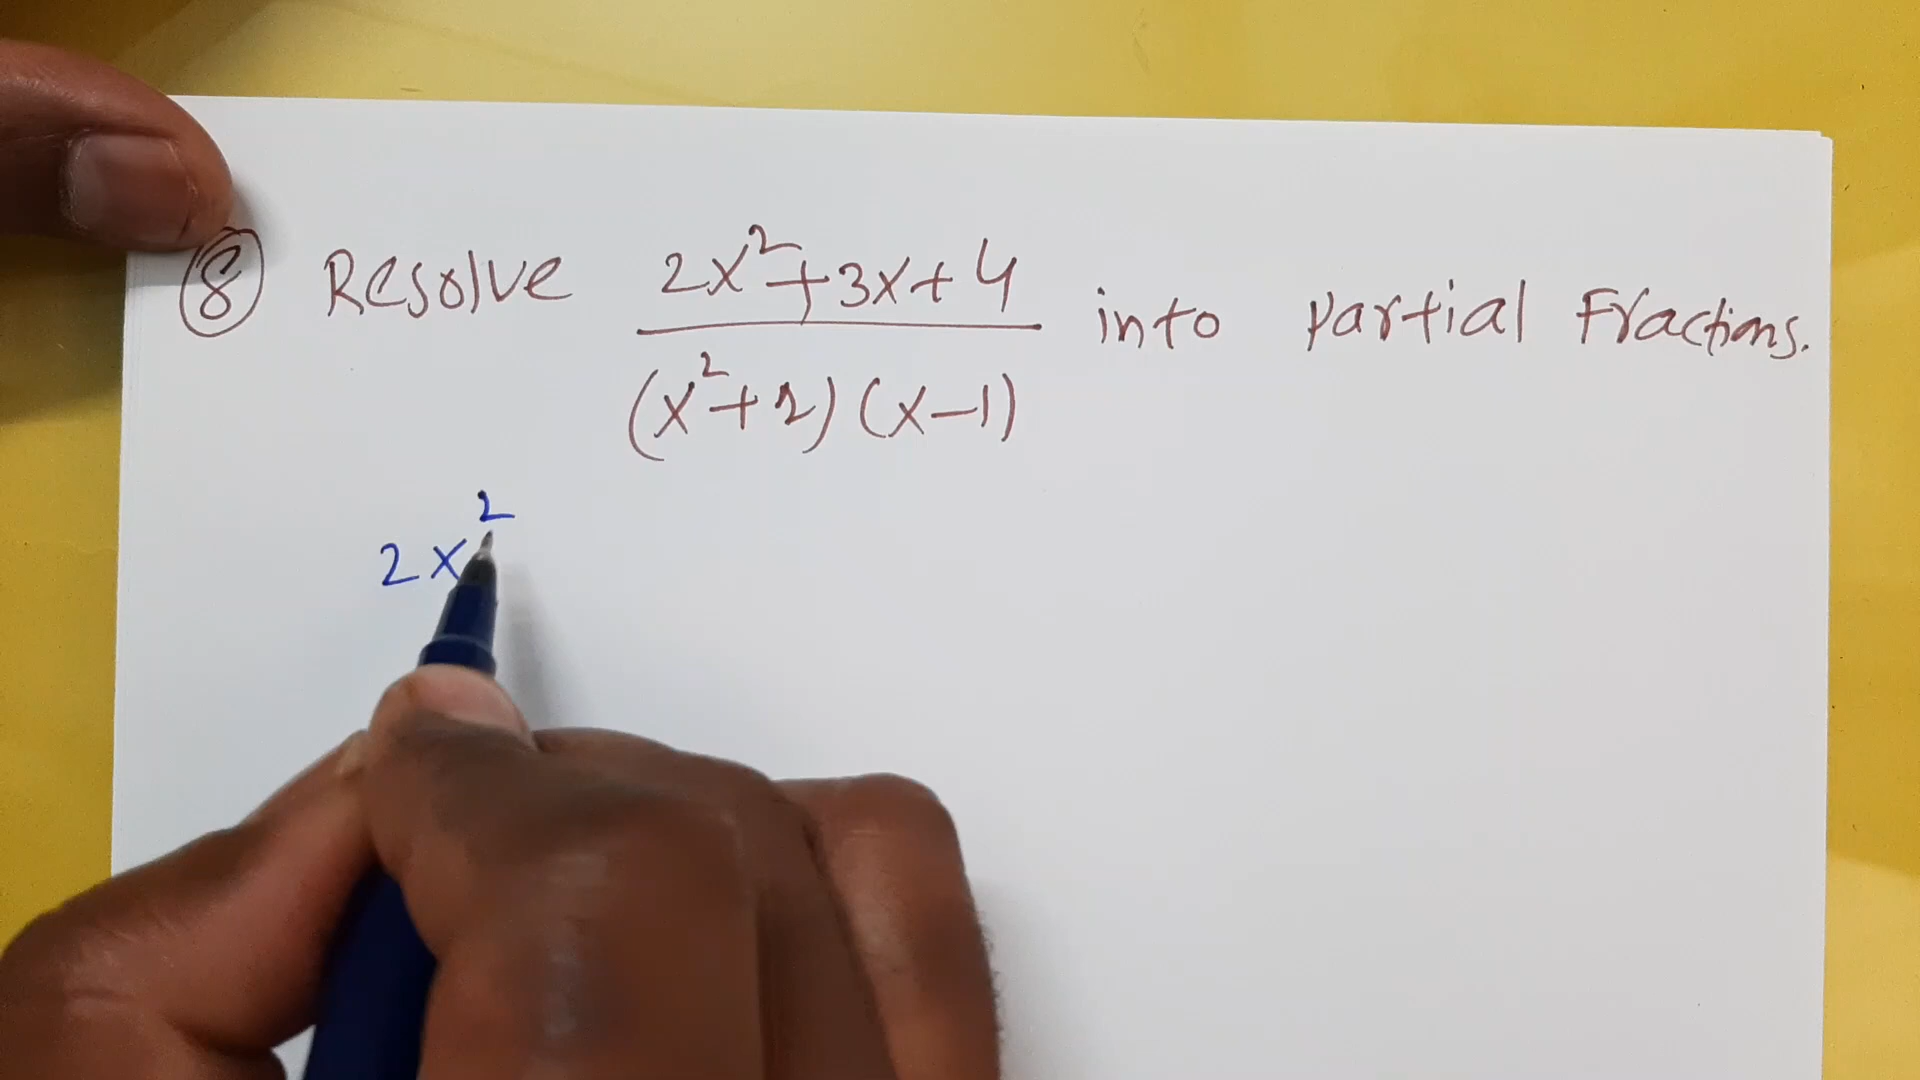 ⑧ Resolve 2x²+3x+4 into Partial Fractions.
(x²+2)(x-1)
2x²